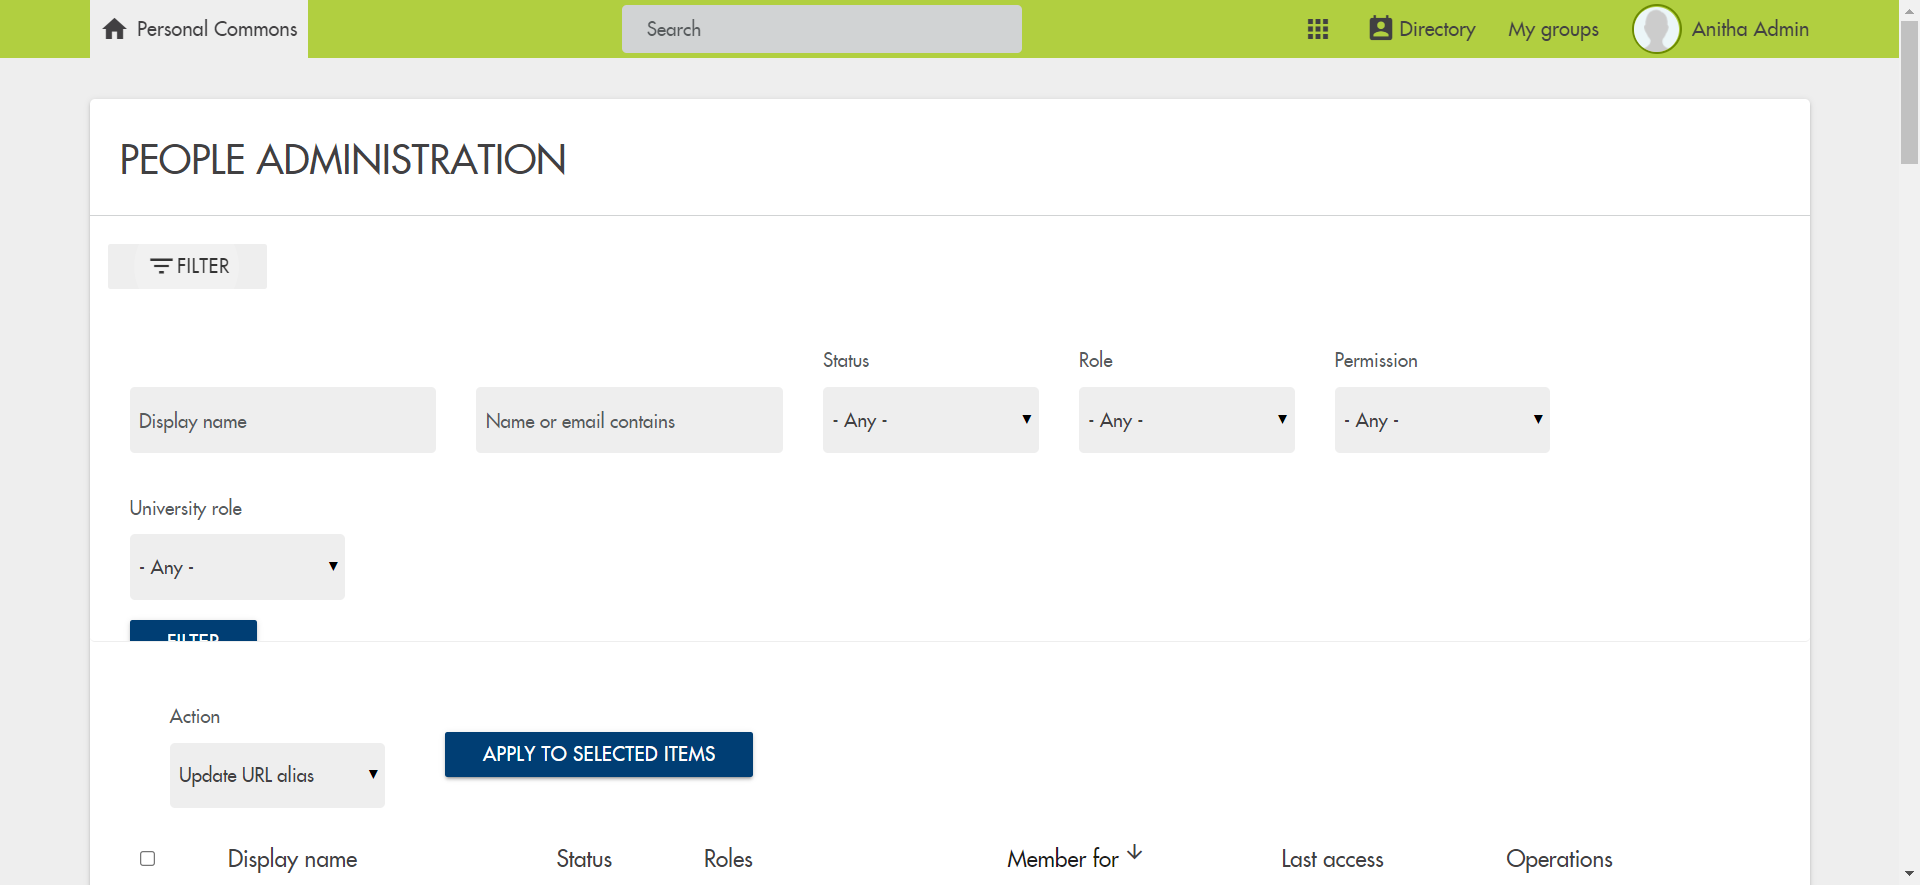 Personal Commons
Search
Directory
My groups
Anitha Admin
PEOPLE ADMINISTRATION
FILTER
Status
Role
Permission
Display name
Name or email contains
- Any -
- Any -
- Any -
University role
- Any -
FILTER
Action
Update URL alias
APPLY TO SELECTED ITEMS
Display name
Status
Roles
Member for
Last access
Operations